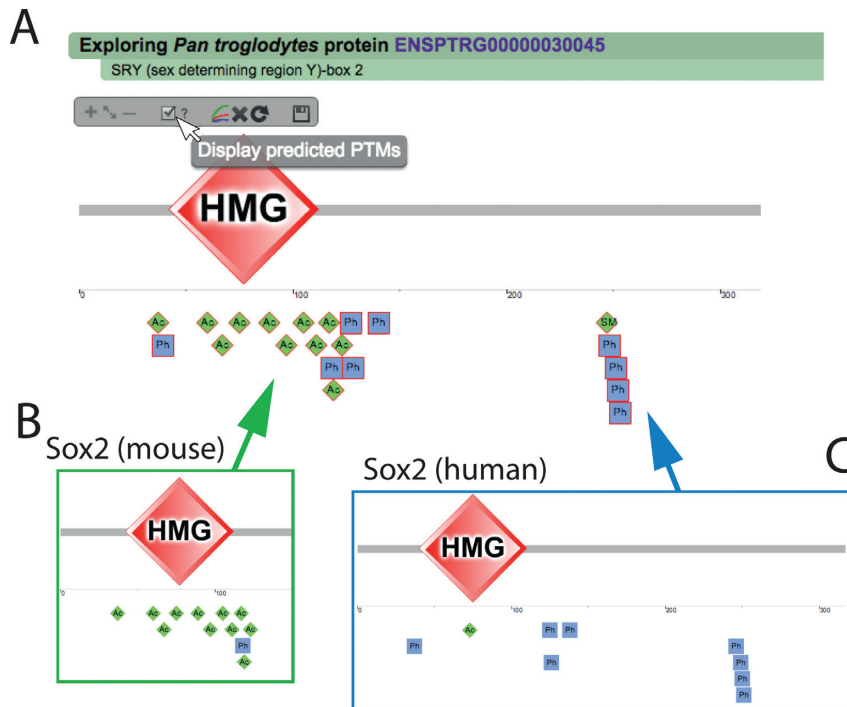 A
Exploring Pan troglodytes protein ENSPTRG00000030045
SRY (sex determining region Y)-box 2
?
Display predicted PTMs
HMG
0 100 200 300
Ac Ac Ac Ac Ac Ac Ph Ph SM
Ph Ac Ac Ac Ac Ph
Ph Ph Ph
Ac Ph
Ph
B
Sox2 (mouse)
HMG
0 100
Ac Ac Ac Ac Ac Ac
Ac Ac Ac Ac
Ph
Ac
C
Sox2 (human)
HMG
0 100 200 300
Ac Ph Ph
Ph Ph
Ph Ph
Ph
Ph